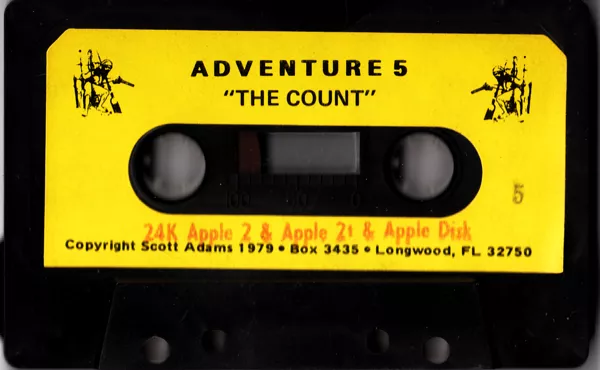 ADVENTURE 5
"THE COUNT"
5
24K Apple 2 & Apple 2+ & Apple Disk
Copyright Scott Adams 1979 • Box 3435 • Longwood, FL 32750